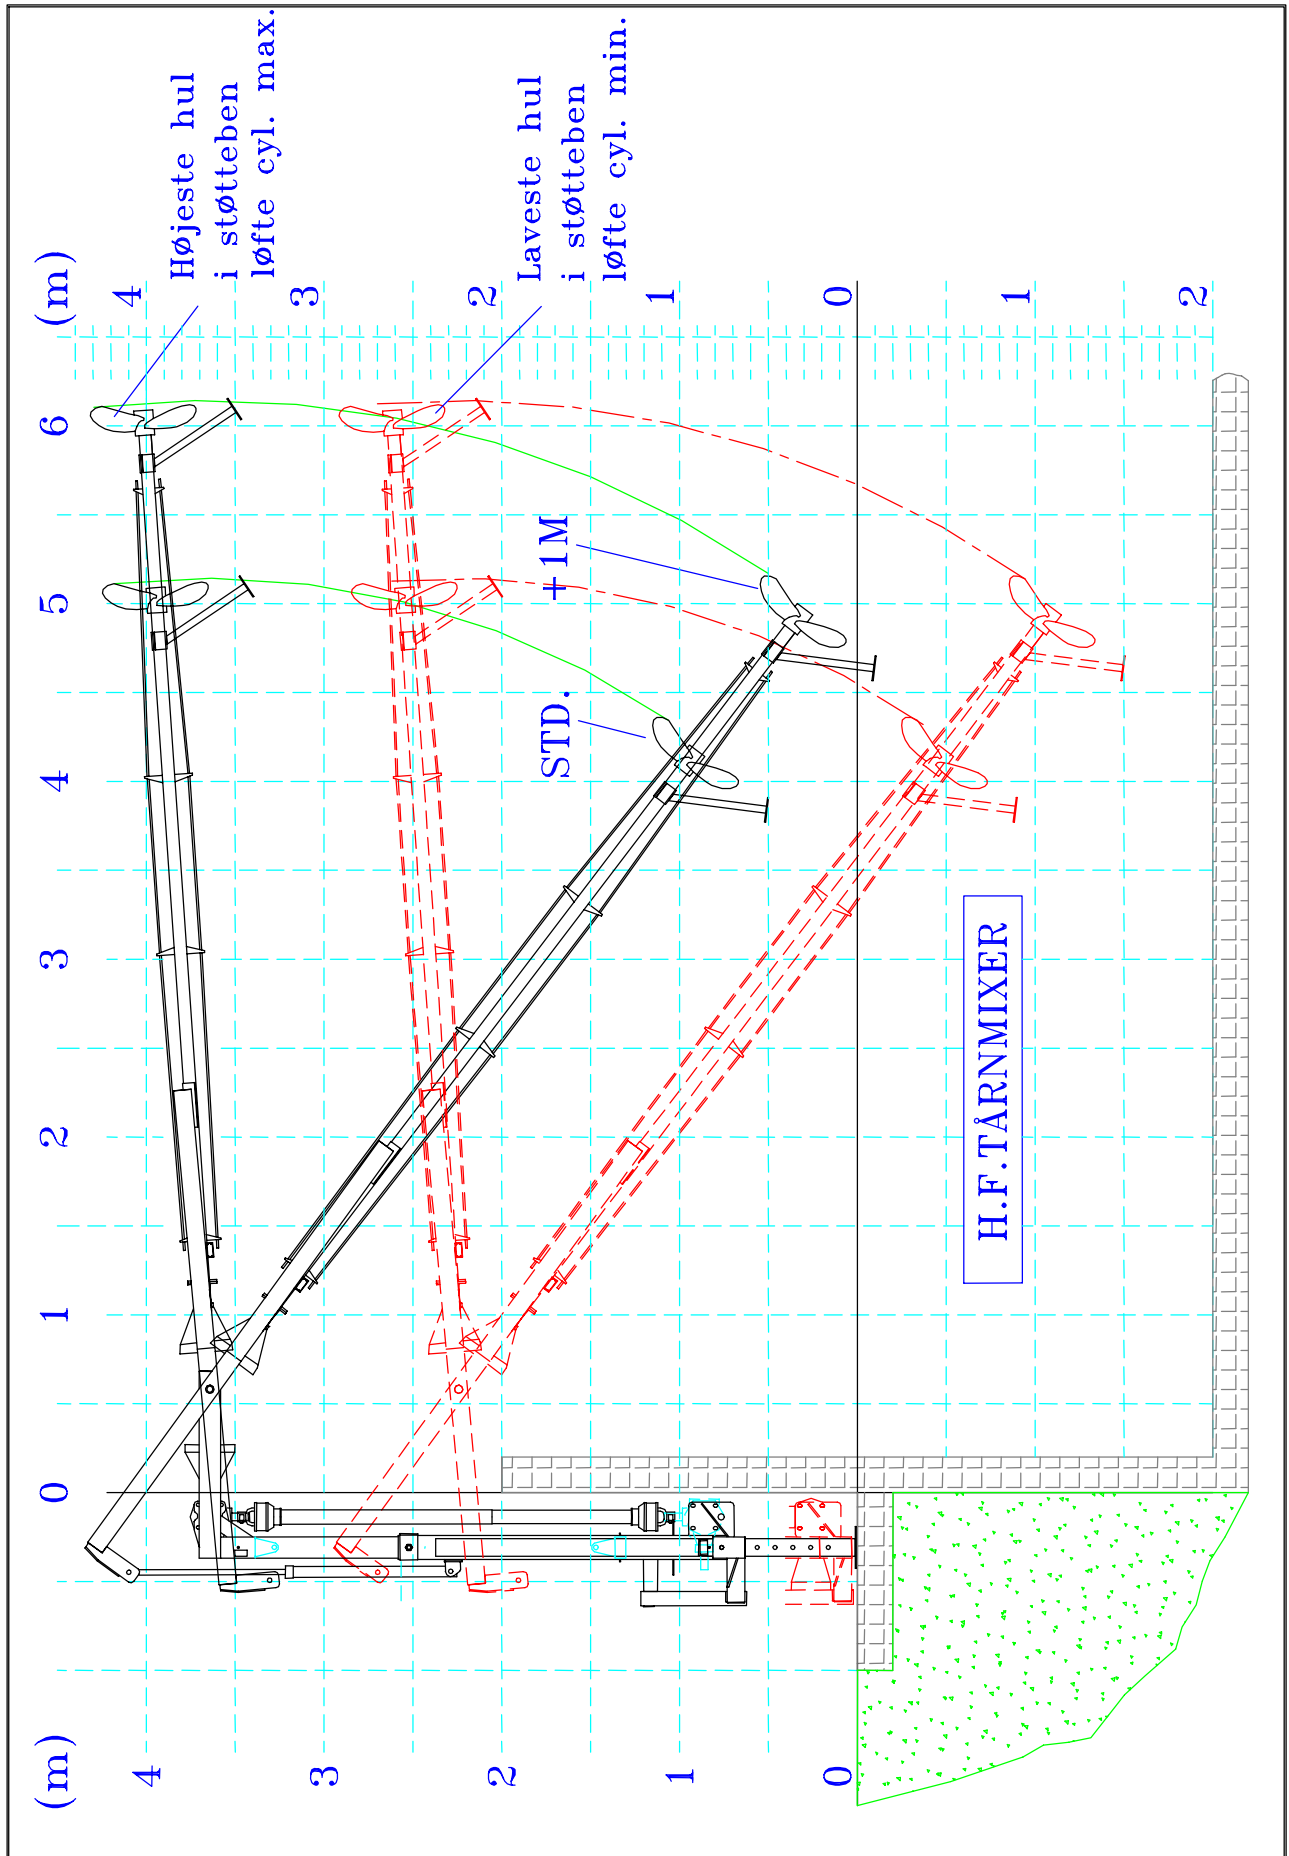 (m)
4
3
2
1
0
0
1
2
3
4
5
6
(m)
4
3
2
1
0
1
2
Højeste hul
i støtteben
løfte cyl. max.
Laveste hul
i støtteben
løfte cyl. min.
STD.
+1M
H.F.TÅRNMIXER